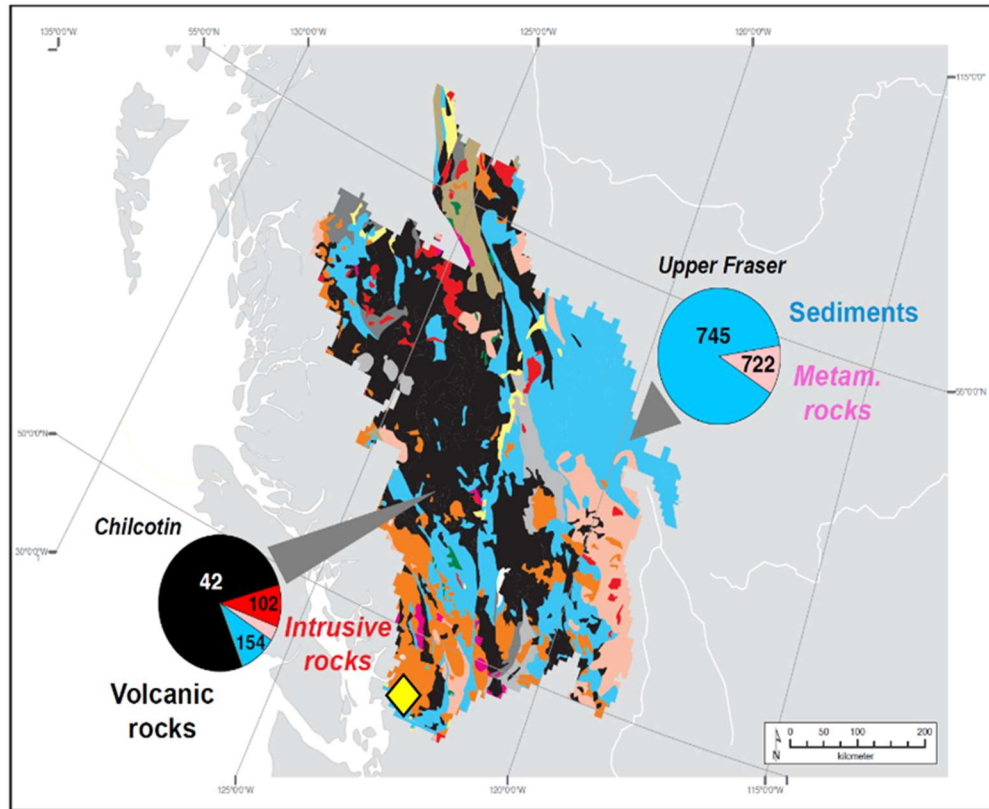 135°0'0"W
55°0'0"N
130°0'0"W
125°0'0"W
120°0'0"W
115°0'0"
Upper Fraser
745
Sediments
722
Metam.
rocks
55°0'0"N
50°0'0"N
Chilcotin
42
30°0'0"N
102
154
Intrusive
rocks
Volcanic
rocks
N
0 50 100 200
kilometer
125°0'0"W
120°0'0"W
115°0'0"W